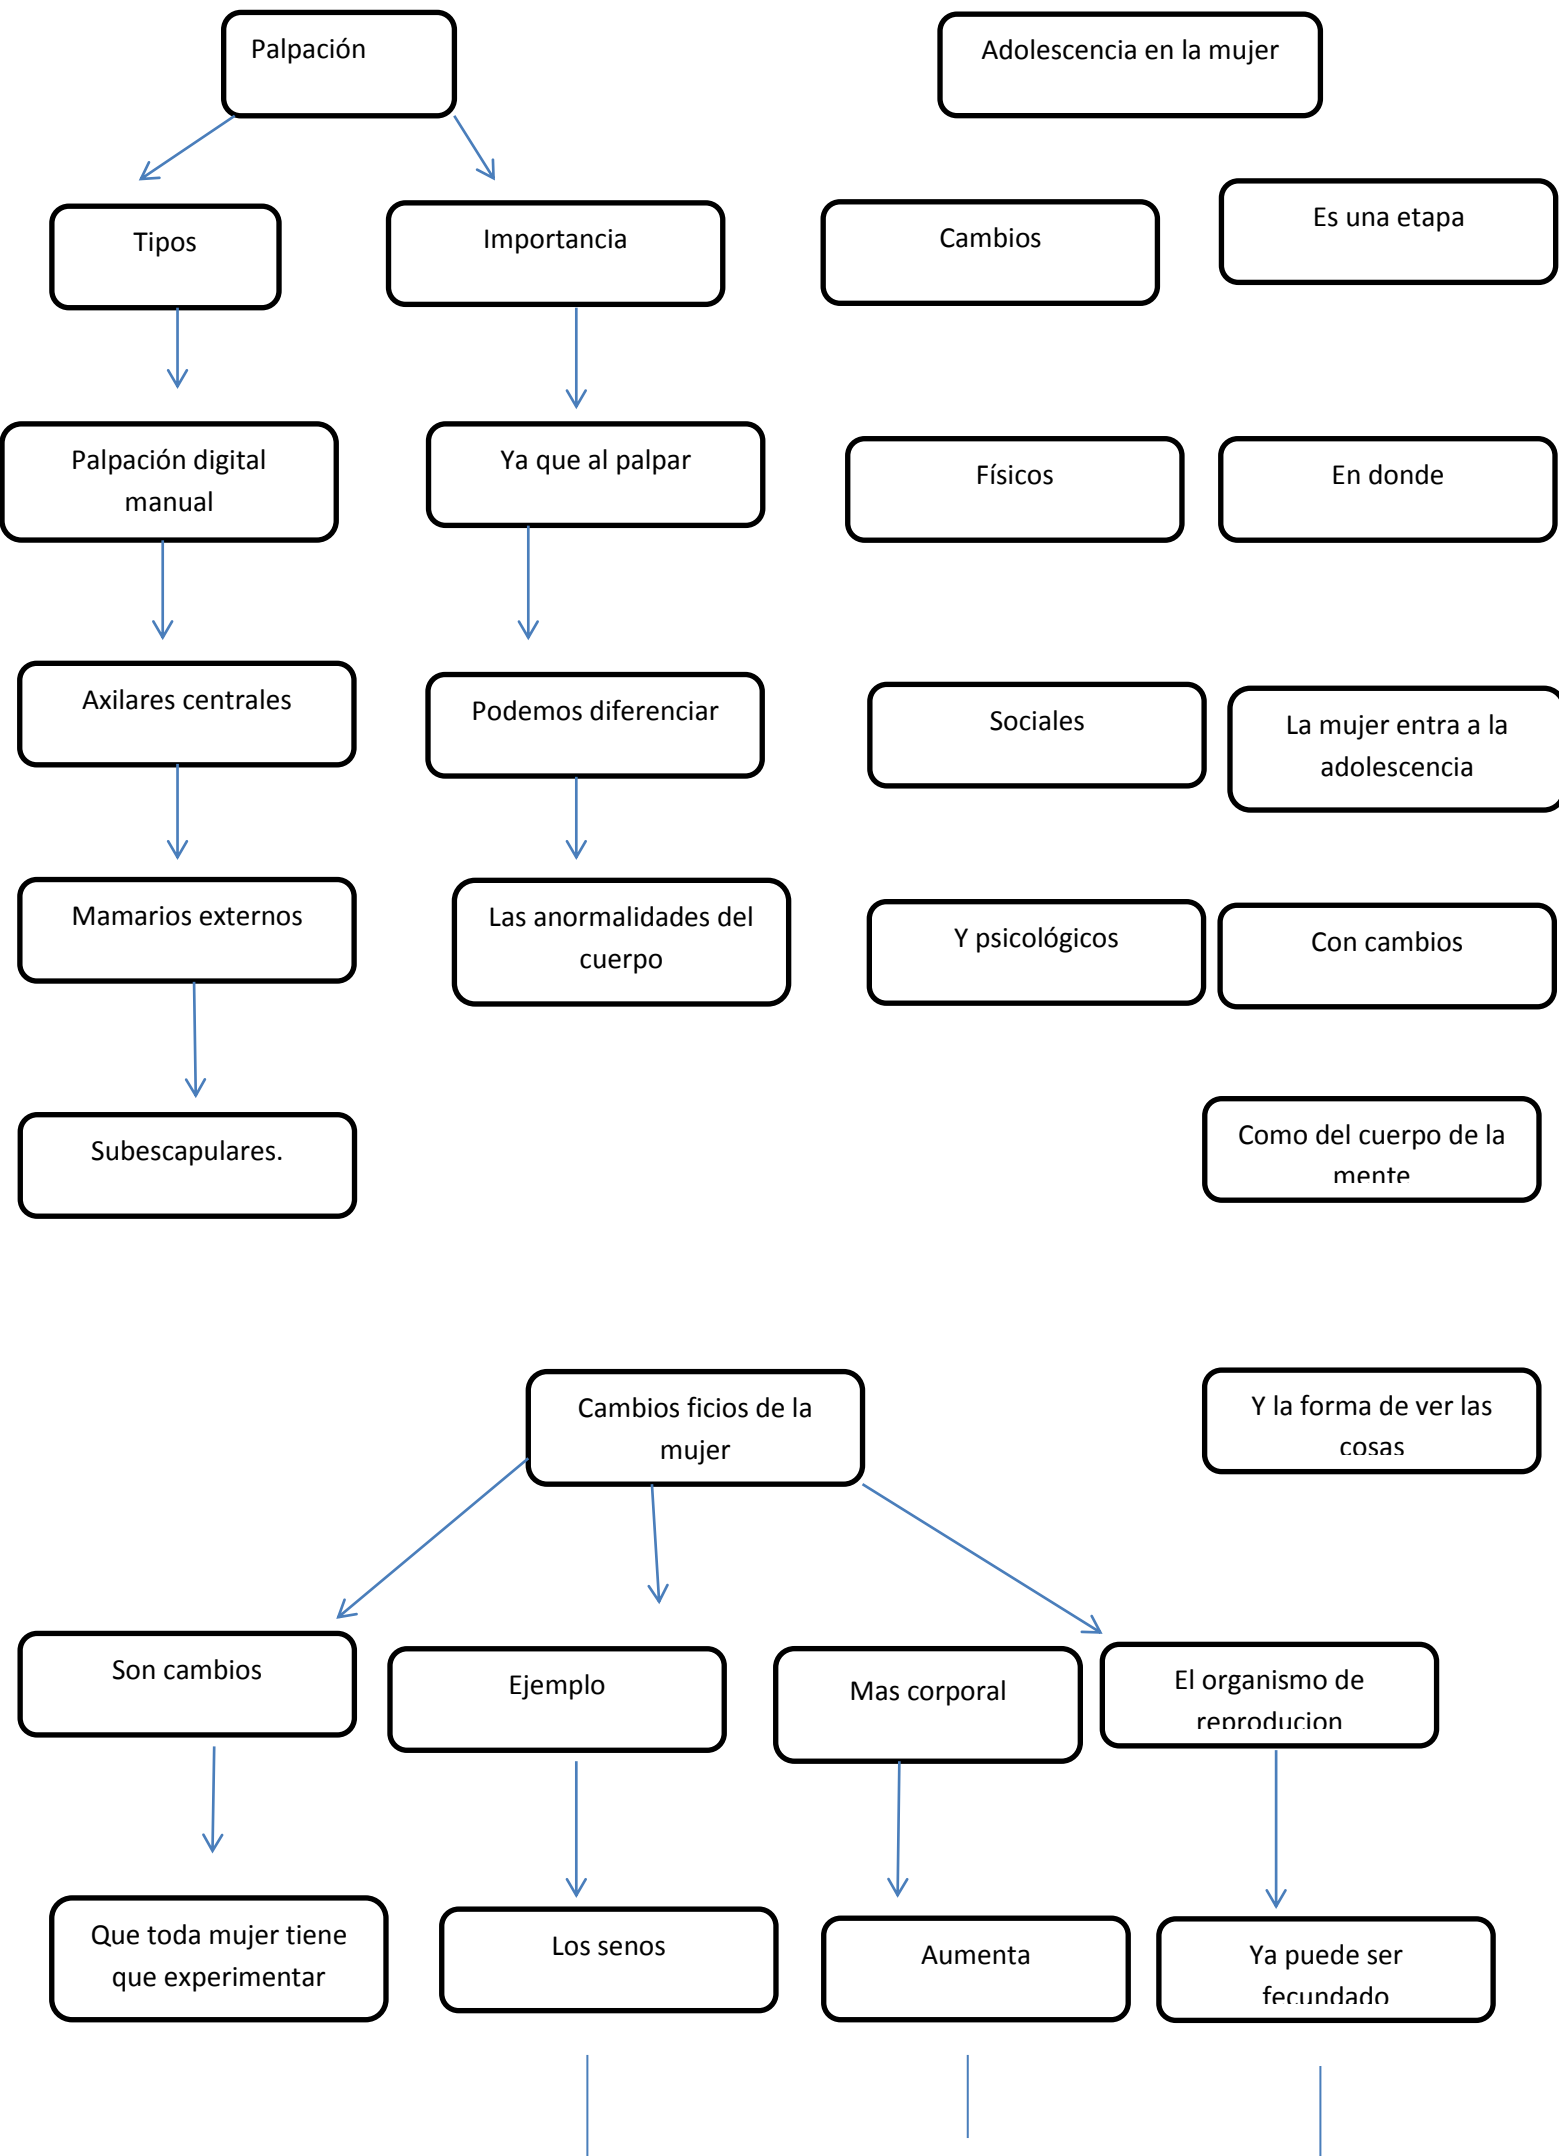 Palpación
Adolescencia en la mujer
Tipos
Importancia
Cambios
Es una etapa
Palpación digital
manual
Ya que al palpar
Físicos
En donde
Axilares centrales
Podemos diferenciar
Sociales
La mujer entra a la
adolescencia
Mamarios externos
Las anormalidades del
cuerpo
Y psicológicos
Con cambios
Subescapulares.
Como del cuerpo de la
mente
Cambios ficios de la
mujer
Y la forma de ver las
cosas
Son cambios
Ejemplo
Mas corporal
El organismo de
reproducion
Que toda mujer tiene
que experimentar
Los senos
Aumenta
Ya puede ser
fecundado